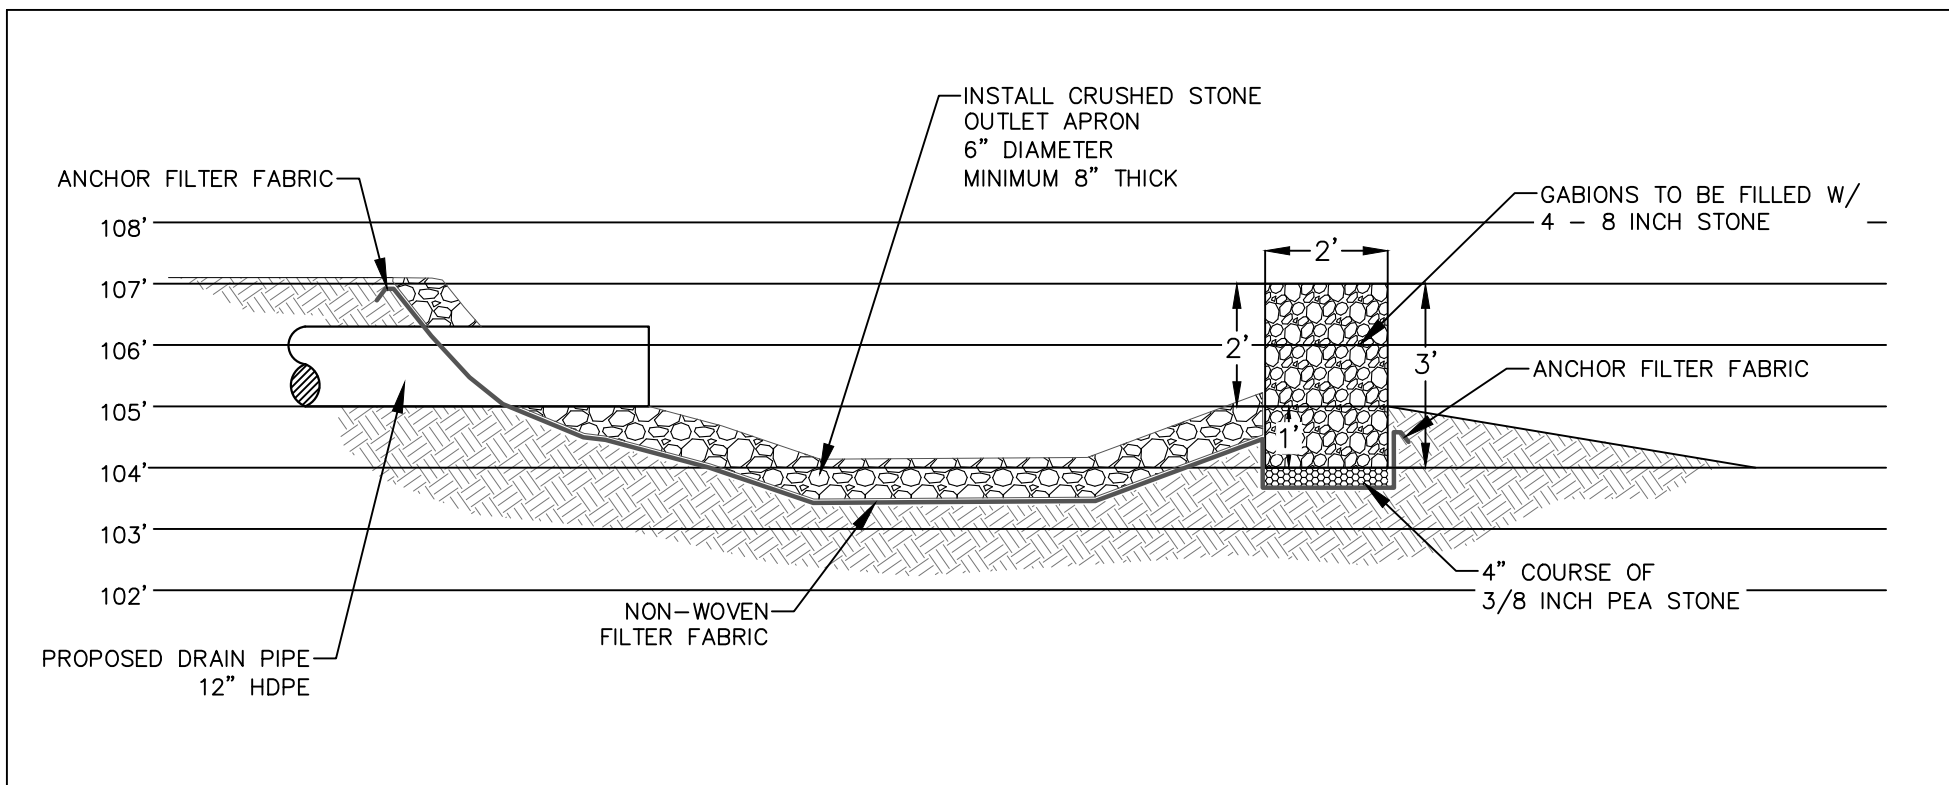 INSTALL CRUSHED STONE
OUTLET APRON
6” DIAMETER
MINIMUM 8” THICK
ANCHOR FILTER FABRIC
GABIONS TO BE FILLED W/
4 – 8 INCH STONE
108'
2'
107'
106'
2'
3'
ANCHOR FILTER FABRIC
105'
1'
104'
103'
4” COURSE OF
3/8 INCH PEA STONE
102'
NON–WOVEN
FILTER FABRIC
PROPOSED DRAIN PIPE
12” HDPE